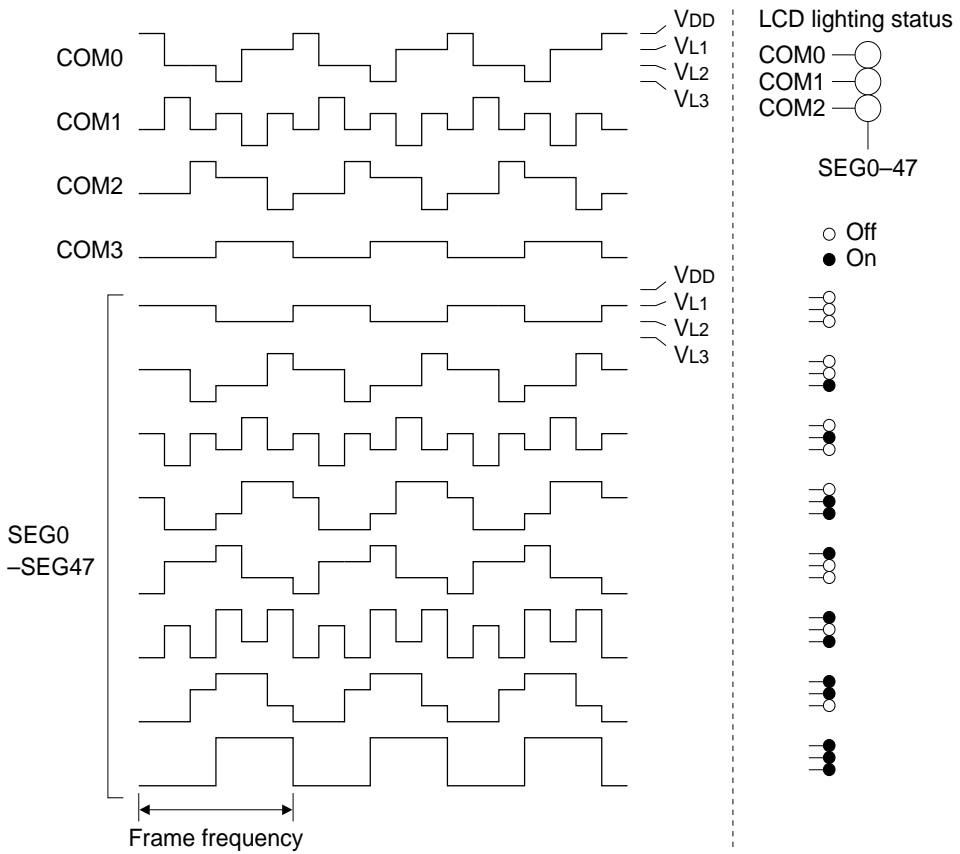 COM0
COM1
COM2
COM3
VDD
VL1
VL2
VL3
VDD
VL1
VL2
VL3
SEG0
–SEG47
Frame frequency
LCD lighting status
COM0
COM1
COM2
SEG0–47
Off
On